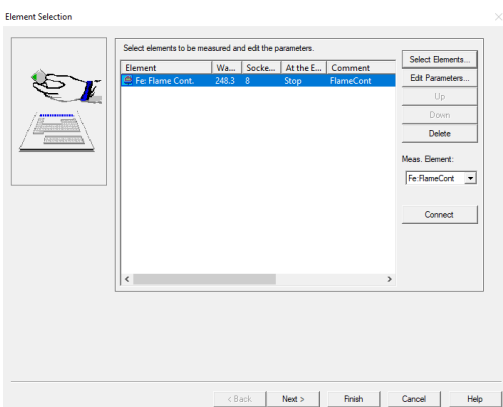 Element Selection
Select elements to be measured and edit the parameters.
Element Wa... Socke... At the E... Comment
Fe: Flame Cont. 248.3 8 Stop FlameCont
Select Elements...
Edit Parameters...
Up
Down
Delete
Meas. Element:
Fe:FlameCont
Connect
< Back Next > Finish Cancel Help